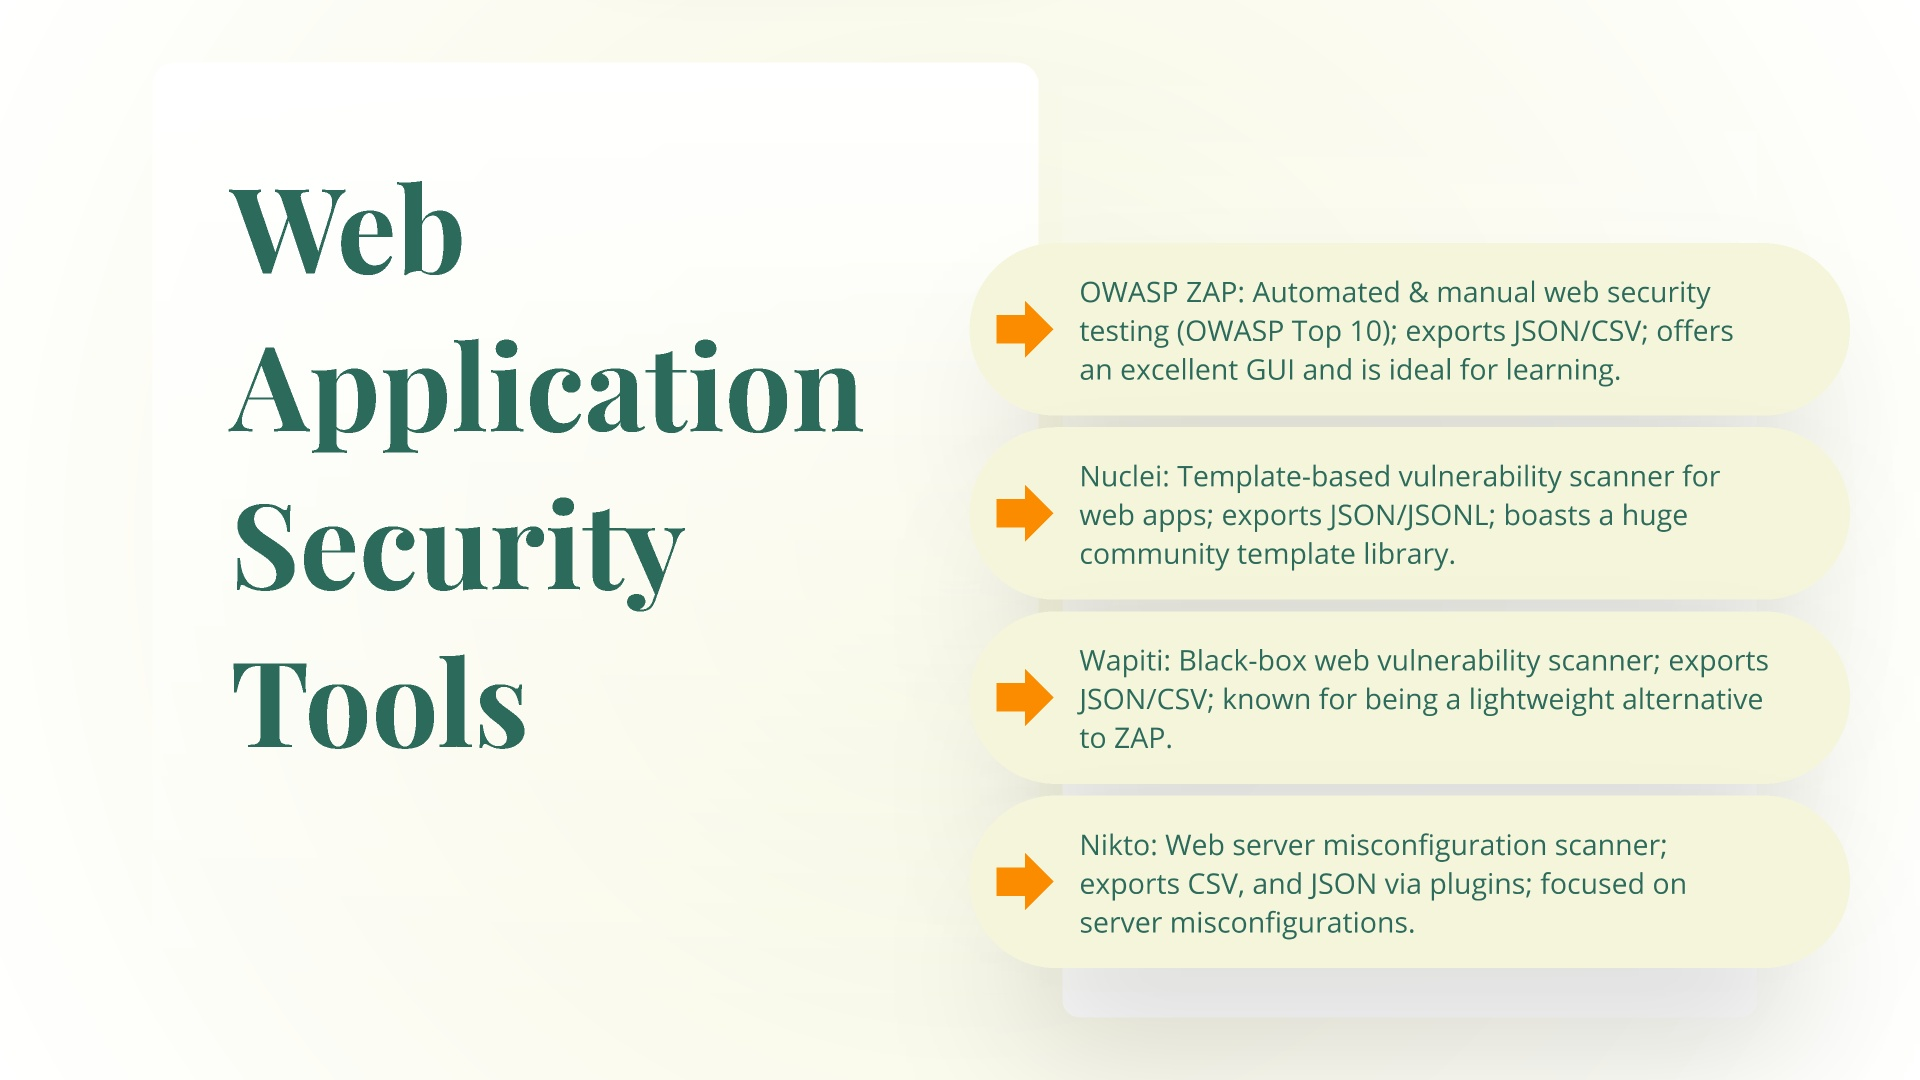 Web
Application
Security
Tools
OWASP ZAP: Automated & manual web security
testing (OWASP Top 10); exports JSON/CSV; offers
an excellent GUI and is ideal for learning.
Nuclei: Template-based vulnerability scanner for
web apps; exports JSON/JSONL; boasts a huge
community template library.
Wapiti: Black-box web vulnerability scanner; exports
JSON/CSV; known for being a lightweight alternative
to ZAP.
Nikto: Web server misconfiguration scanner;
exports CSV, and JSON via plugins; focused on
server misconfigurations.